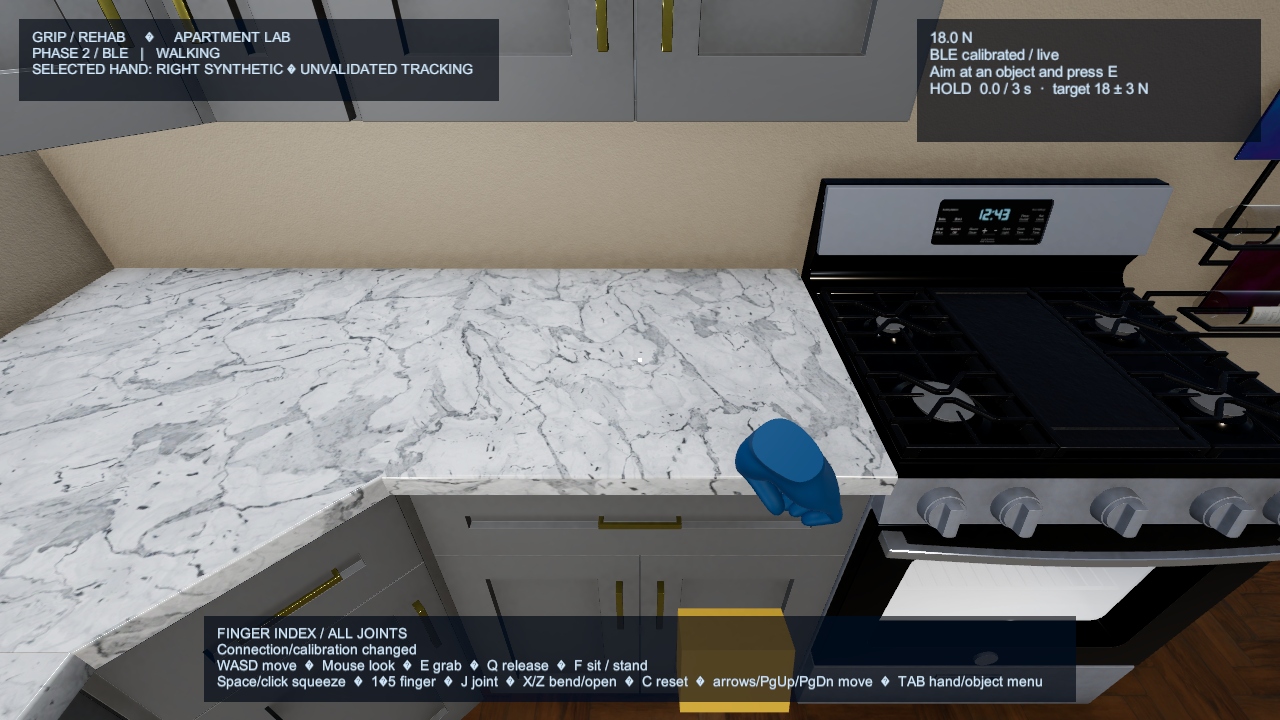 GRIP / REHAB � APARTMENT LAB
PHASE 2 / BLE | WALKING
SELECTED HAND: RIGHT SYNTHETIC � UNVALIDATED TRACKING
18.0 N
BLE calibrated / live
Aim at an object and press E
HOLD 0.0 / 3 s · target 18 ± 3 N
12:43
FINGER INDEX / ALL JOINTS
Connection/calibration changed
WASD move � Mouse look � E grab � Q release � F sit / stand
Space/click squeeze � 1�5 finger � J joint � X/Z bend/open � C reset � arrows/PgUp/PgDn move � TAB hand/object menu